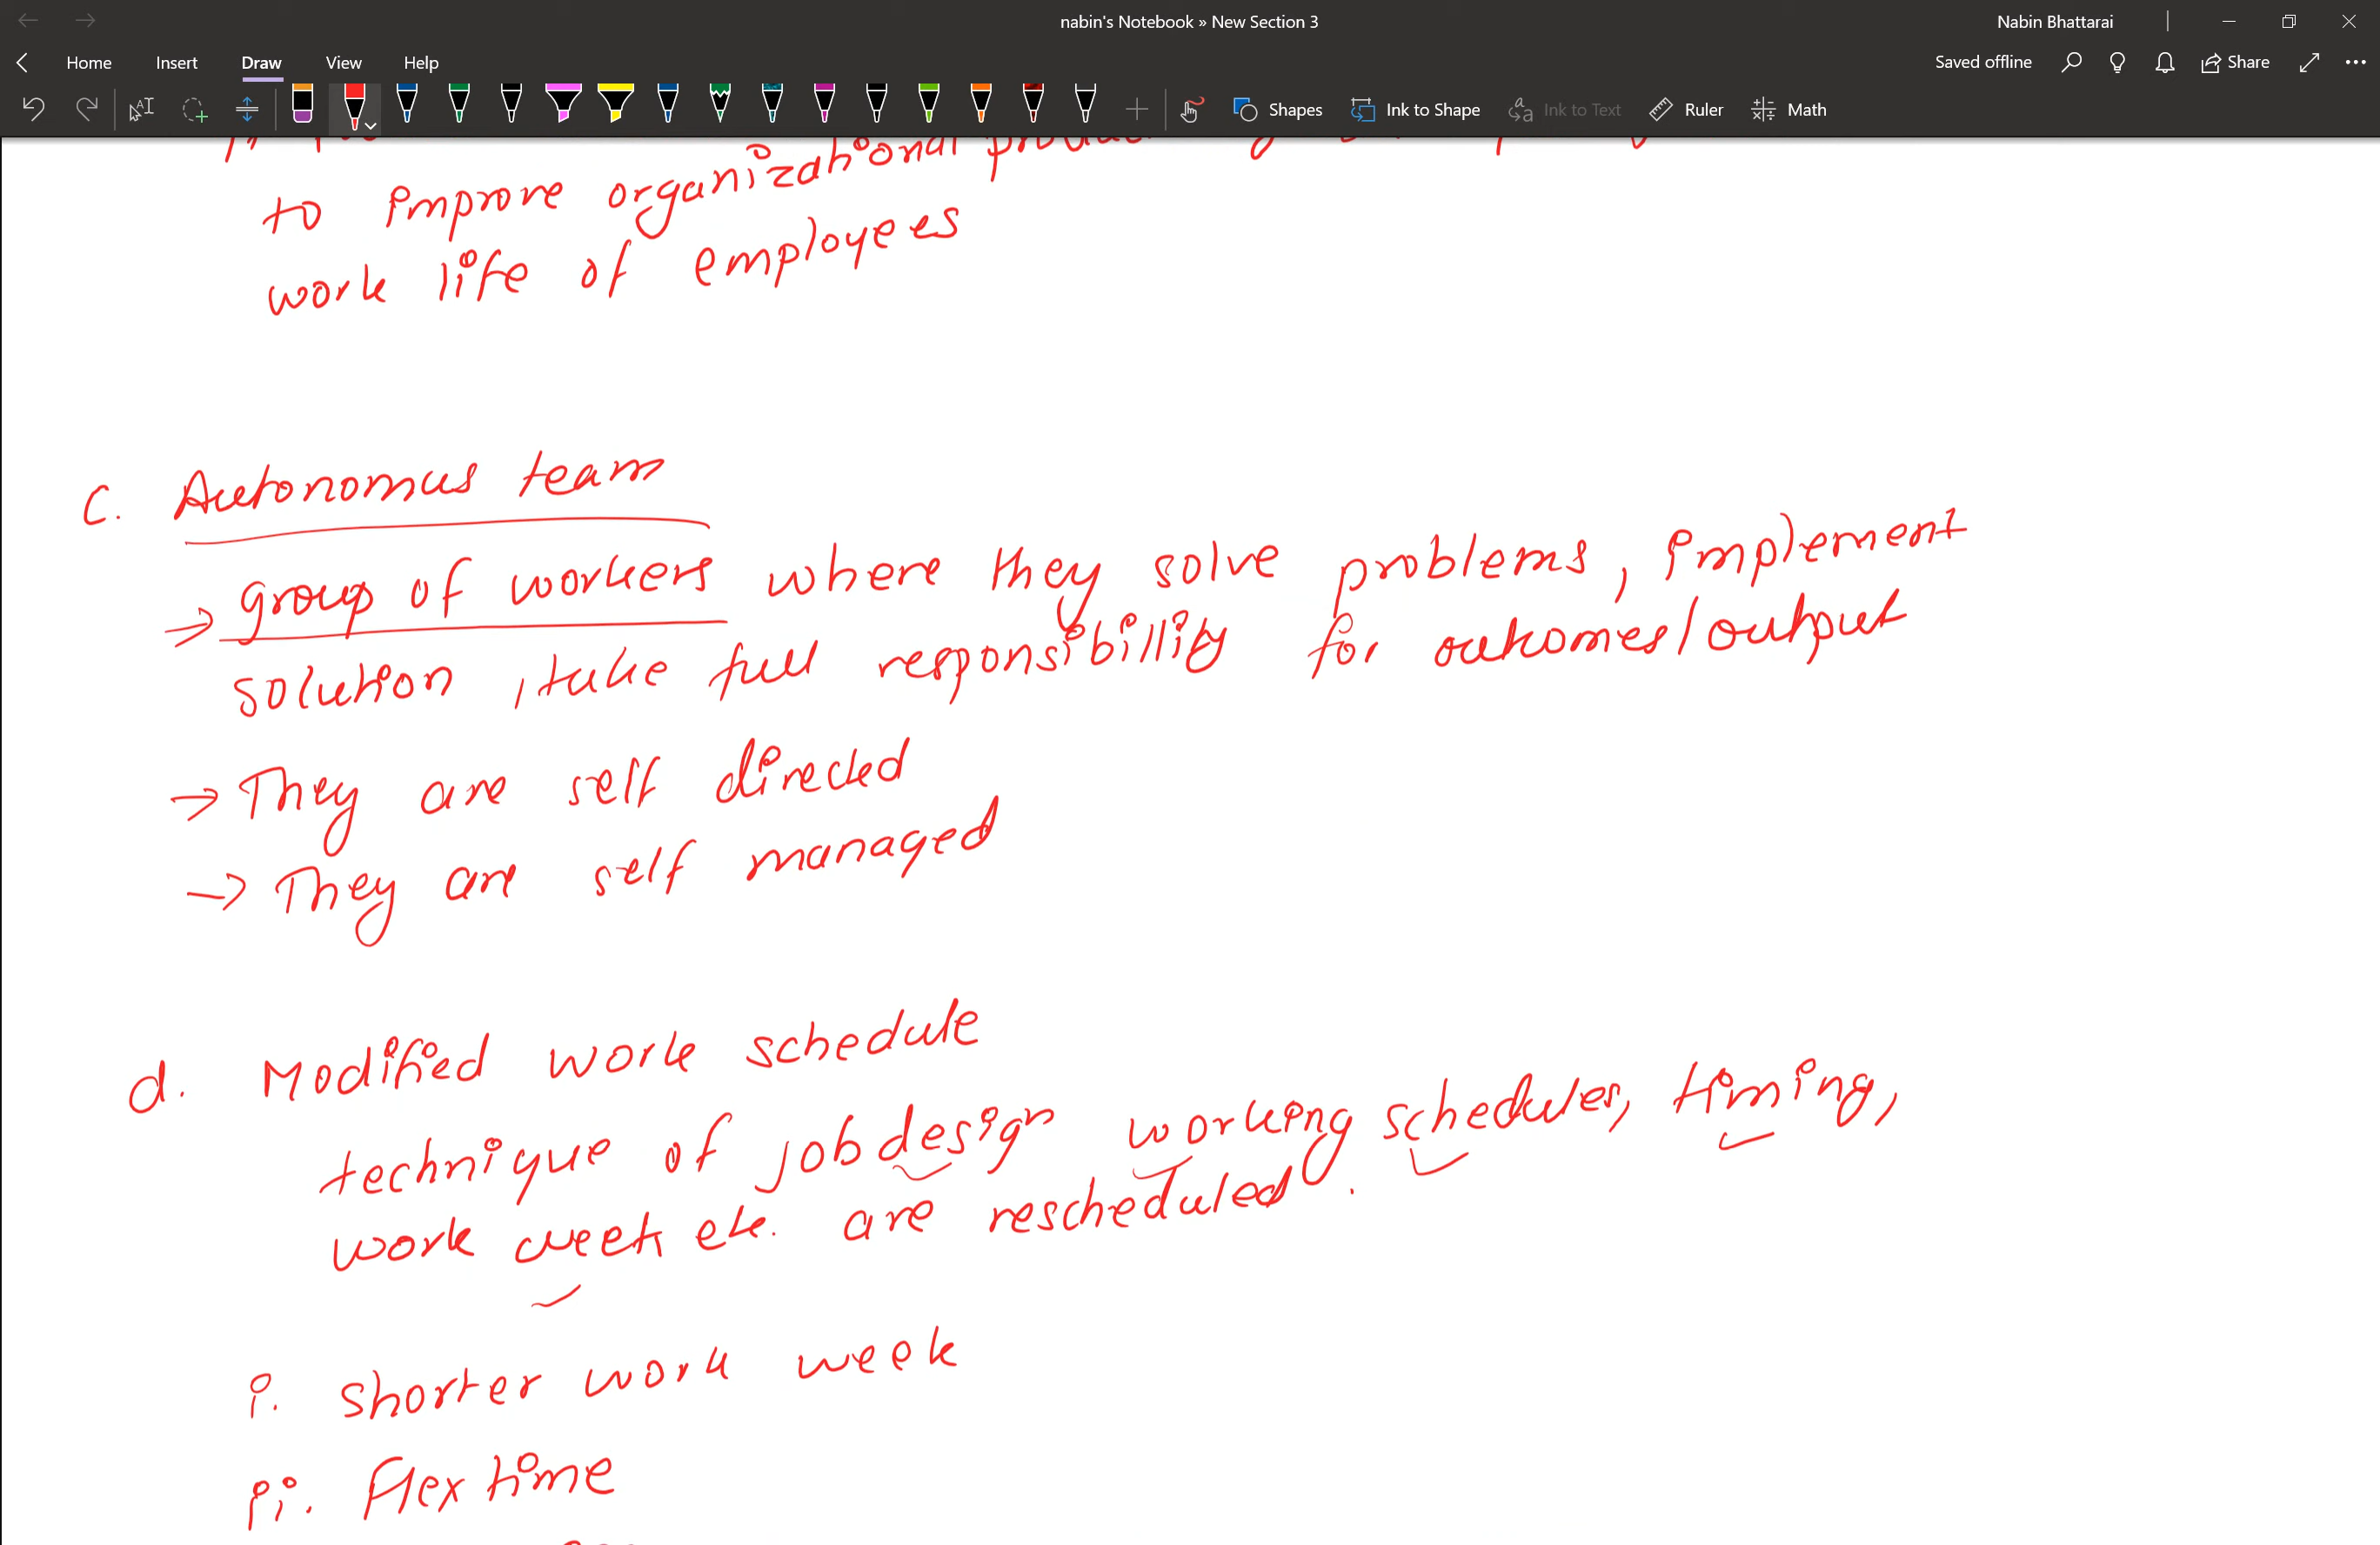 nabin's Notebook » New Section 3
Nabin Bhattarai
Home Insert Draw View Help
Saved offline
Share
Shapes Ink to Shape Ink to Text Ruler Math
to improve organizational
work life of employees
c. Autonomus team
⇒ group of workers where they solve problems, implement
solution, take full responsibillity for outcomes/output
→ They are self directed
→ They are self managed
d. Modified work schedule
technique of job design working schedules, timing,
work week etc. are rescheduled.
i. shorter work week
ii. Flex time